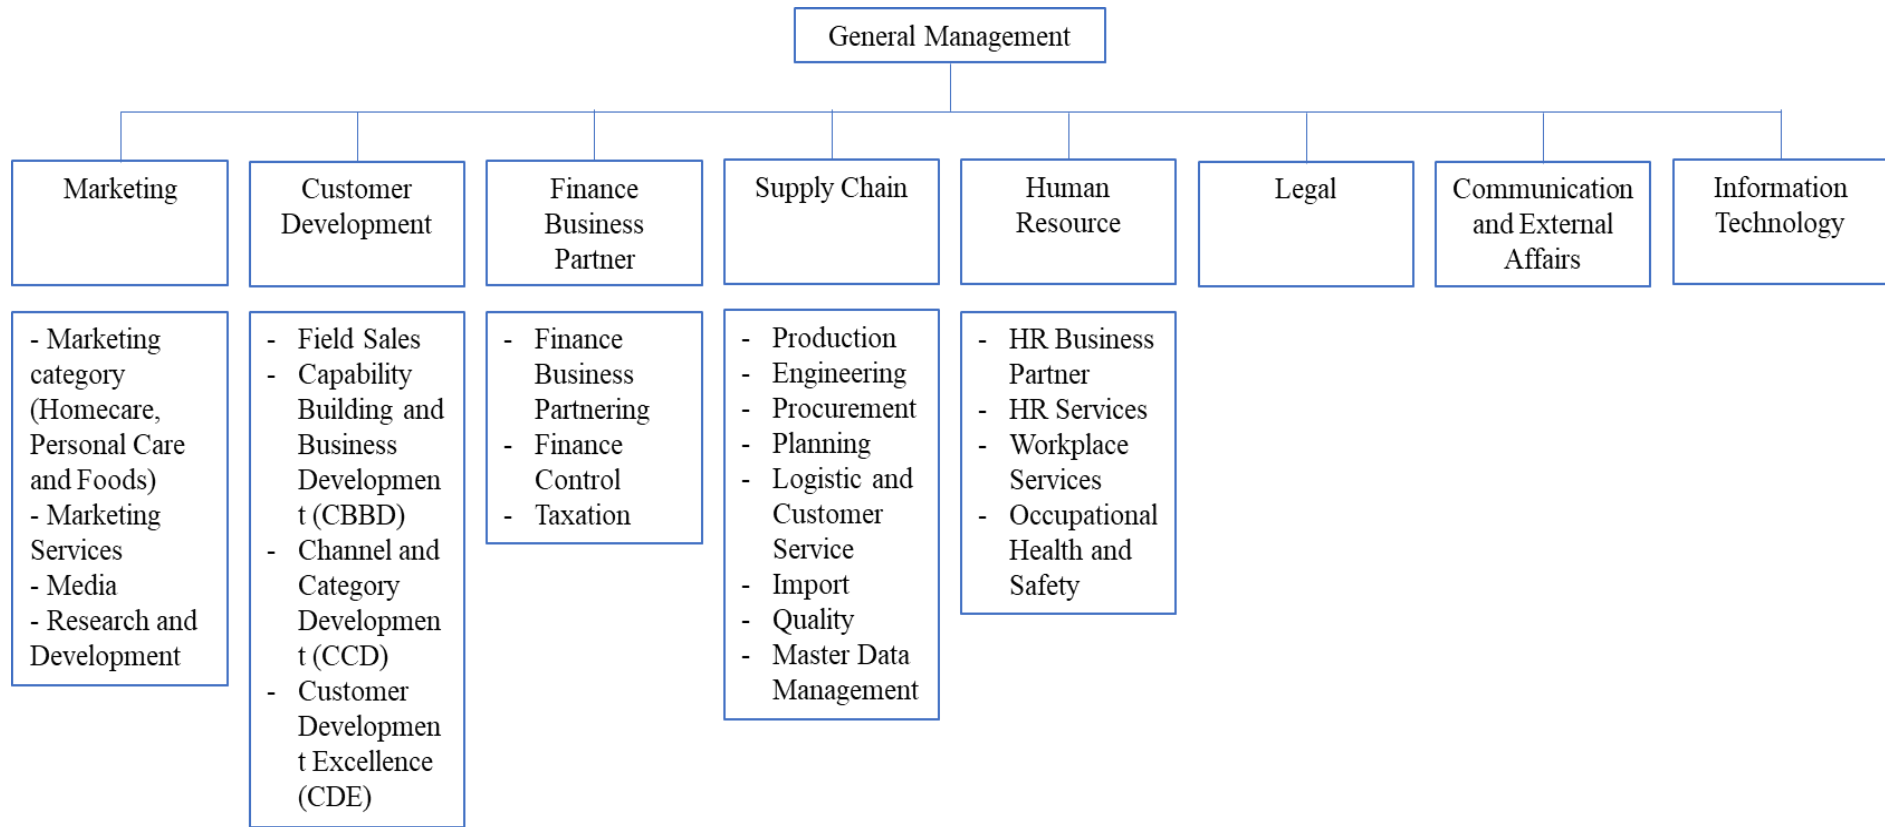 General Management
Marketing
Customer
Development
Finance
Business
Partner
Supply Chain
Human
Resource
Legal
Communication
and External
Affairs
Information
Technology
- Marketing
category
(Homecare,
Personal Care
and Foods)
- Marketing
Services
- Media
- Research and
Development
- Field Sales
- Capability
Building and
Business
Developmen
t (CBBD)
- Channel and
Category
Developmen
t (CCD)
- Customer
Developmen
t Excellence
(CDE)
- Finance
Business
Partnering
- Finance
Control
- Taxation
- Production
- Engineering
- Procurement
- Planning
- Logistic and
Customer
Service
- Import
- Quality
- Master Data
Management
- HR Business
Partner
- HR Services
- Workplace
Services
- Occupational
Health and
Safety